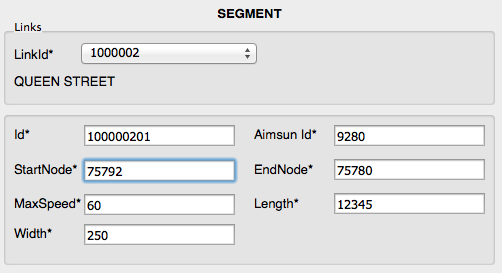 SEGMENT
Links
LinkId* 1000002
QUEEN STREET
Id* 100000201 Aimsun Id* 9280
StartNode* 75792 EndNode* 75780
MaxSpeed* 60 Length* 12345
Width* 250